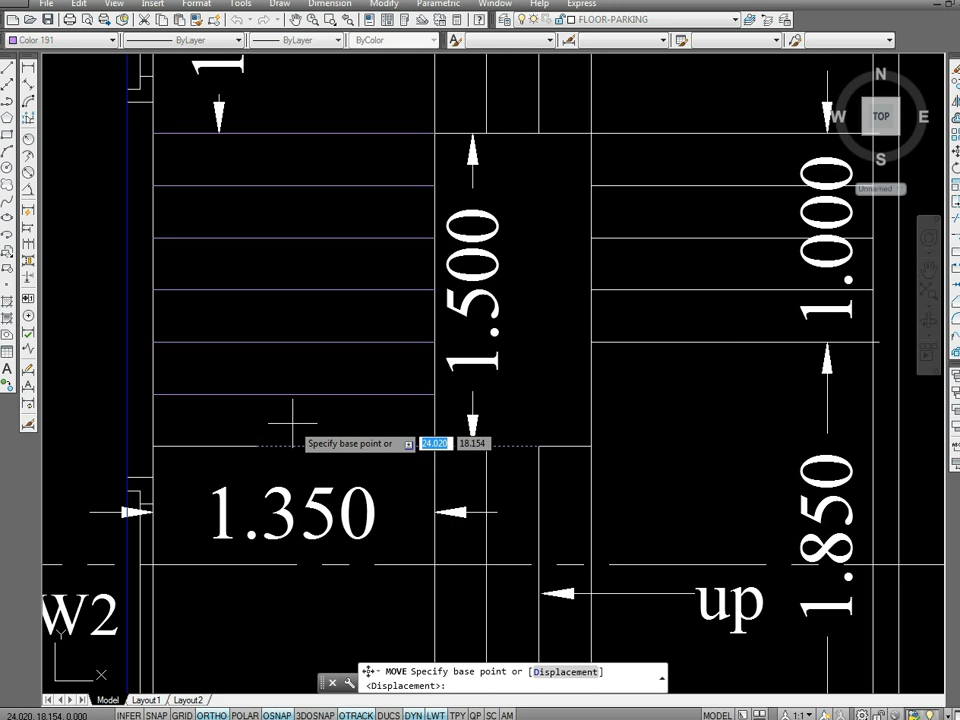 File Edit View Insert Format Tools Draw Dimension Modify Parametric Window Help Express
FLOOR-PARKING
Color 191 ByLayer ByLayer ByColor
N
W TOP E
S
Unnamed
1.500
1.000
Specify base point or 24.020 18.154
1.350
1.850
W2
up
Y
X
MOVE Specify base point or [Displacement]
<Displacement>:
Model Layout1 Layout2
24.020, 18.154, 0.000 INFER SNAP GRID ORTHO POLAR OSNAP 3DOSNAP OTRACK DUCS DYN LWT TPY QP SC AM MODEL 1:1